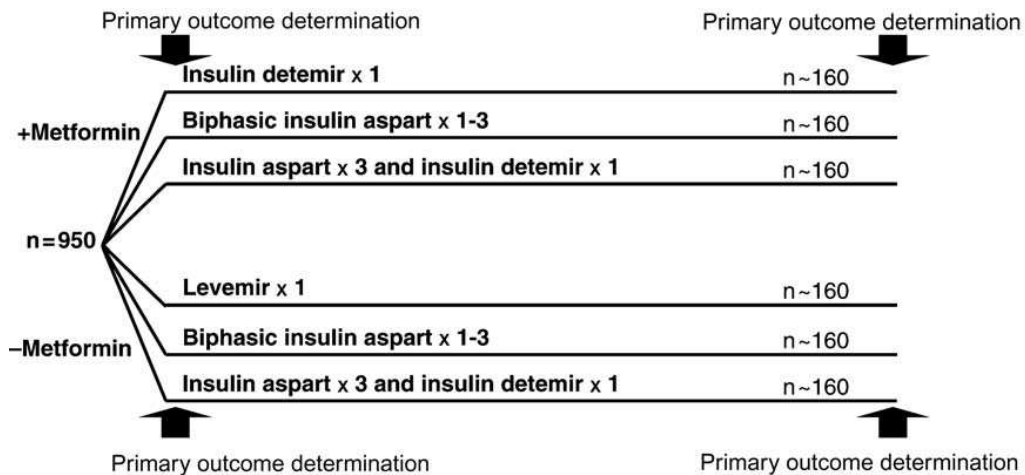 Primary outcome determination Primary outcome determination
Insulin detemir x 1 n~160
+Metformin
Biphasic insulin aspart x 1-3 n~160
Insulin aspart x 3 and insulin detemir x 1 n~160
n=950
Levemir x 1 n~160
Biphasic insulin aspart x 1-3 n~160
–Metformin
Insulin aspart x 3 and insulin detemir x 1 n~160
Primary outcome determination Primary outcome determination